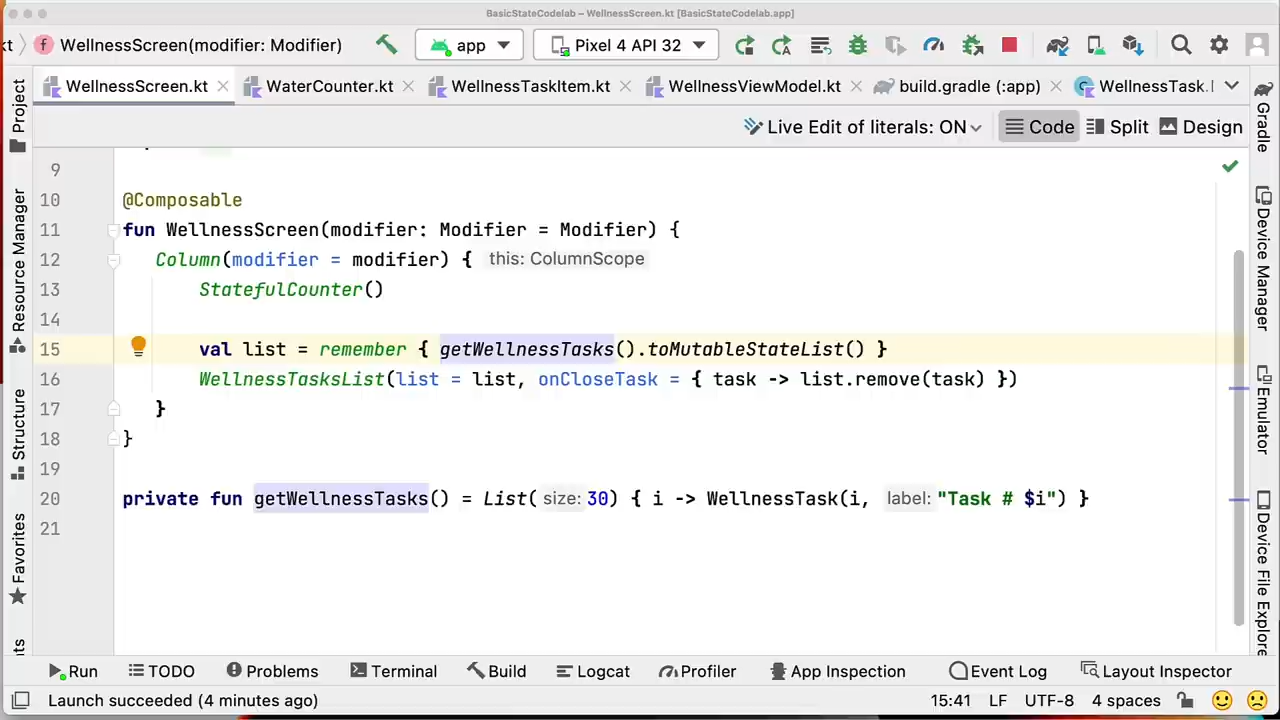 BasicStateCodelab – WellnessScreen.kt [BasicStateCodelab.app]
kt WellnessScreen(modifier: Modifier) app Pixel 4 API 32
WellnessScreen.kt WaterCounter.kt WellnessTaskItem.kt WellnessViewModel.kt build.gradle (:app) WellnessTask.
Live Edit of literals: ON Code Split Design
Project
Resource Manager
Structure
Favorites
9
10 @Composable
11 fun WellnessScreen(modifier: Modifier = Modifier) {
12 Column(modifier = modifier) { this: ColumnScope
13 StatefulCounter()
14
15 val list = remember { getWellnessTasks().toMutableStateList() }
16 WellnessTasksList(list = list, onCloseTask = { task -> list.remove(task) })
17 }
18 }
19
20 private fun getWellnessTasks() = List( size: 30) { i -> WellnessTask(i, label: "Task # $i") }
21
Gradle
Device Manager
Emulator
Device File Explorer
Run TODO Problems Terminal Build Logcat Profiler App Inspection Event Log Layout Inspector
Launch succeeded (4 minutes ago) 15:41 LF UTF-8 4 spaces